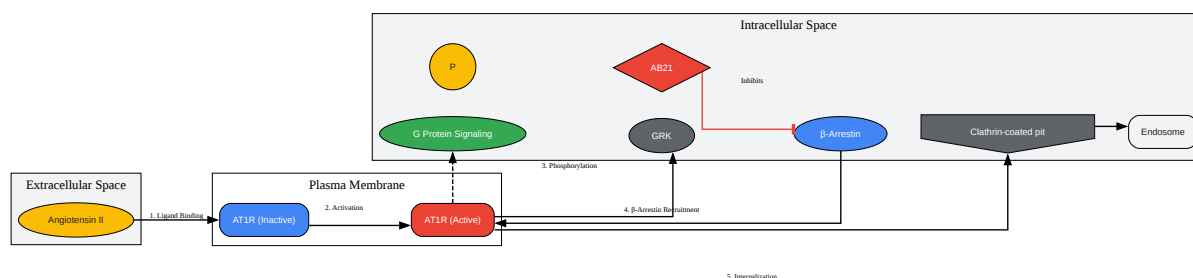 Intracellular Space
P
AB21
Inhibits
G Protein Signaling
GRK
β-Arrestin
Clathrin-coated pit
Endosome
3. Phosphorylation
Extracellular Space
Plasma Membrane
Angiotensin II
1. Ligand Binding
AT1R (Inactive)
2. Activation
AT1R (Active)
4. β-Arrestin Recruitment
5. Internalization